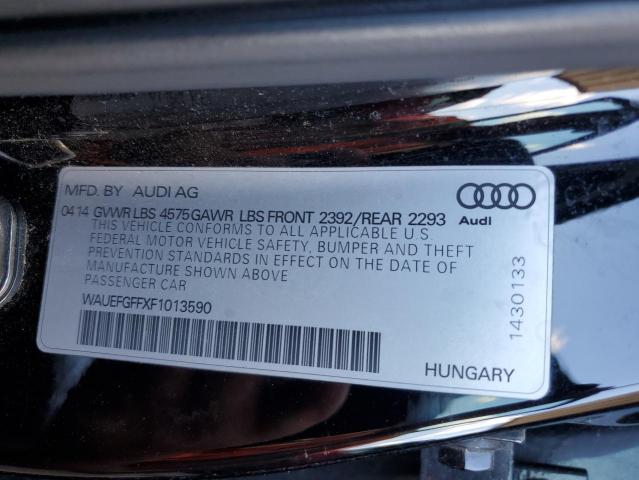 MFD. BY AUDI AG
0414 GVWR LBS 4575 GAWR LBS FRONT 2392/REAR 2293
THIS VEHICLE CONFORMS TO ALL APPLICABLE U.S.
FEDERAL MOTOR VEHICLE SAFETY, BUMPER AND THEFT
PREVENTION STANDARDS IN EFFECT ON THE DATE OF
MANUFACTURE SHOWN ABOVE
PASSENGER CAR
WAUEFGFFXF1013590
Audi
1430133
HUNGARY